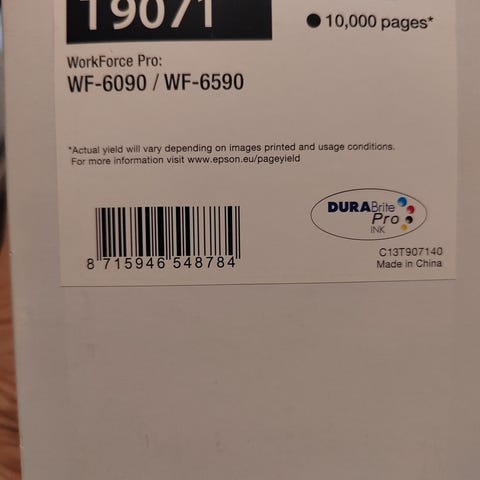 T9071
● 10,000 pages*
WorkForce Pro:
WF-6090 / WF-6590
*Actual yield will vary depending on images printed and usage conditions.
For more information visit www.epson.eu/pageyield
DURABrite
Pro
INK
8 715946 548784
C13T907140
Made in China